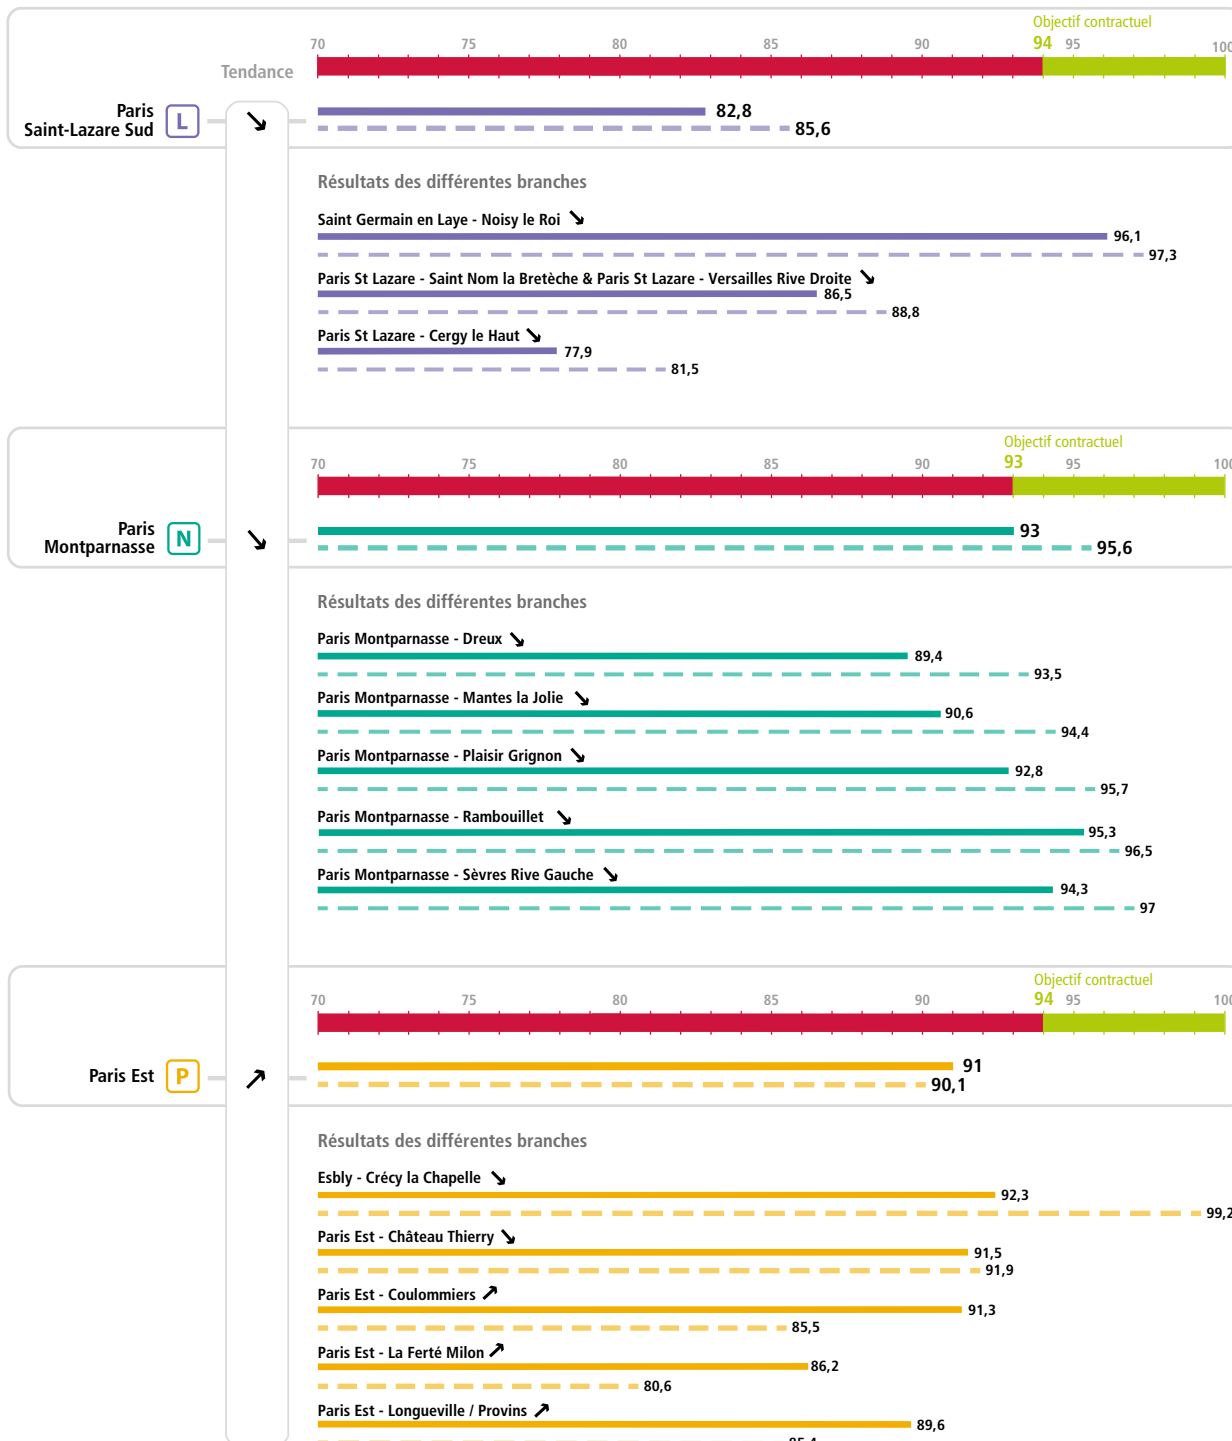 Objectif contractuel
70 75 80 85 90 94 95 100
Tendance
Paris
Saint-Lazare Sud L
82,8
85,6
Résultats des différentes branches
Saint Germain en Laye - Noisy le Roi
96,1
97,3
Paris St Lazare - Saint Nom la Bretèche & Paris St Lazare - Versailles Rive Droite
86,5
88,8
Paris St Lazare - Cergy le Haut
77,9
81,5
Objectif contractuel
70 75 80 85 90 93 95 100
Paris
Montparnasse N
93
95,6
Résultats des différentes branches
Paris Montparnasse - Dreux
89,4
93,5
Paris Montparnasse - Mantes la Jolie
90,6
94,4
Paris Montparnasse - Plaisir Grignon
92,8
95,7
Paris Montparnasse - Rambouillet
95,3
96,5
Paris Montparnasse - Sèvres Rive Gauche
94,3
97
Objectif contractuel
70 75 80 85 90 94 95 100
Paris Est P
91
90,1
Résultats des différentes branches
Esbly - Crécy la Chapelle
92,3
99,2
Paris Est - Château Thierry
91,5
91,9
Paris Est - Coulommiers
91,3
85,5
Paris Est - La Ferté Milon
86,2
80,6
Paris Est - Longueville / Provins
89,6